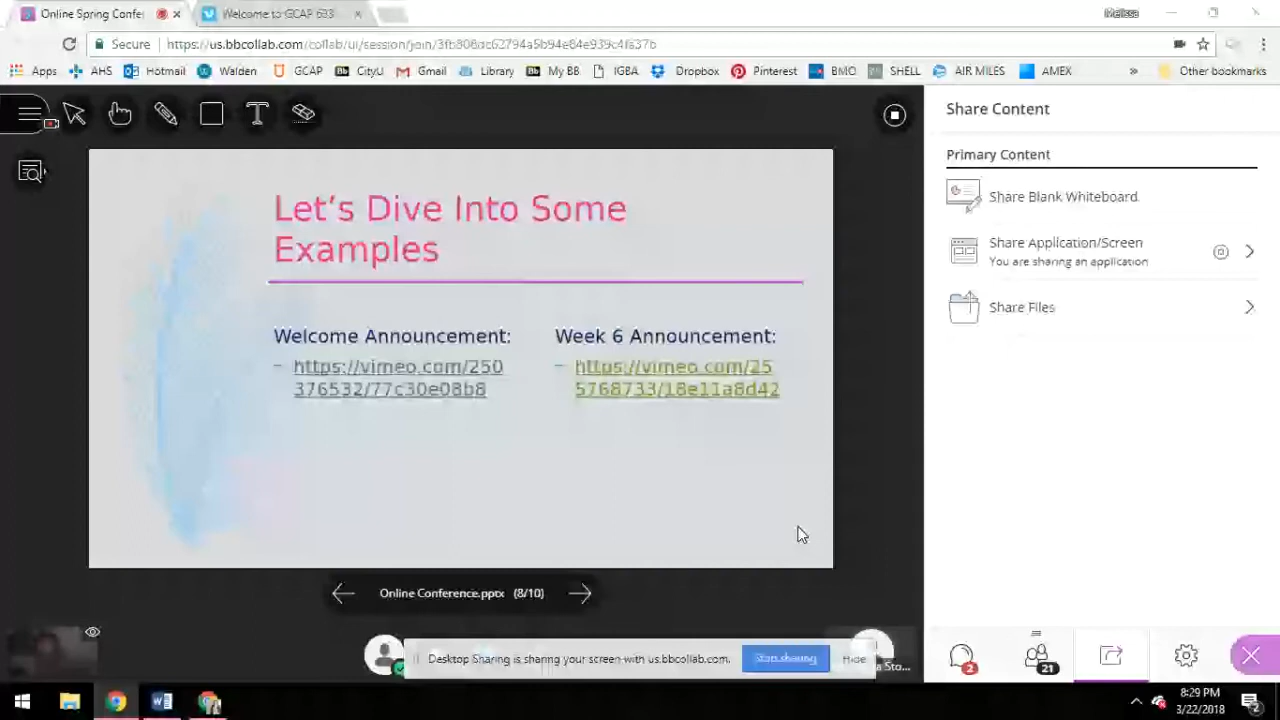 Online Spring Confe
Welcome to GCAP 633
Melissa
Secure
https://us.bbcollab.com/collab/ui/session/join/3fb808dc62794a5b94e84e939c4fa37b
Apps AHS Hotmail Walden GCAP CityU Gmail Library My BB IGBA Dropbox Pinterest BMO SHELL AIR MILES AMEX » Other bookmarks
Share Content
Primary Content
Share Blank Whiteboard
Share Application/Screen
You are sharing an application
Share Files
Let's Dive Into Some
Examples
Welcome Announcement:
– https://vimeo.com/250
376532/77c30e08b8
Week 6 Announcement:
– https://vimeo.com/25
5768733/18e11a8d42
Online Conference.pptx (8/10)
Desktop Sharing is sharing your screen with us.bbcollab.com.
Stop sharing
Hide
a Sto...
2
21
8:29 PM
3/22/2018
2